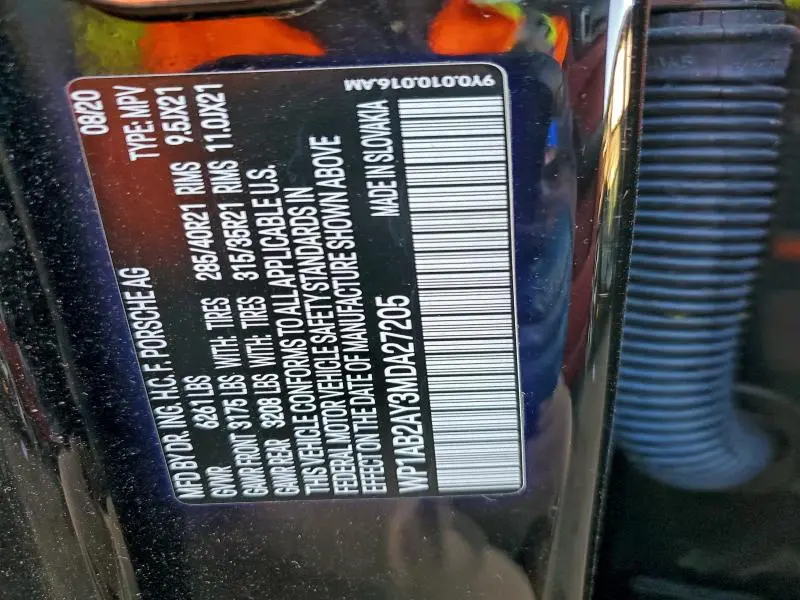 MFD BY DR. ING. H.C. F. PORSCHE AG 08/20
GVWR 6261 LBS TYPE: MPV
GAWR FRONT 3175 LBS WITH: TIRES 285/40R21 RIMS 9.5JX21
GAWR REAR 3208 LBS WITH: TIRES 315/35R21 RIMS 11.0JX21
THIS VEHICLE CONFORMS TO ALL APPLICABLE U.S.
FEDERAL MOTOR VEHICLE SAFETY STANDARDS IN
EFFECT ON THE DATE OF MANUFACTURE SHOWN ABOVE
WP1AB2AY3MDA27205 MADE IN SLOVAKIA
9Y0.010.016.AM